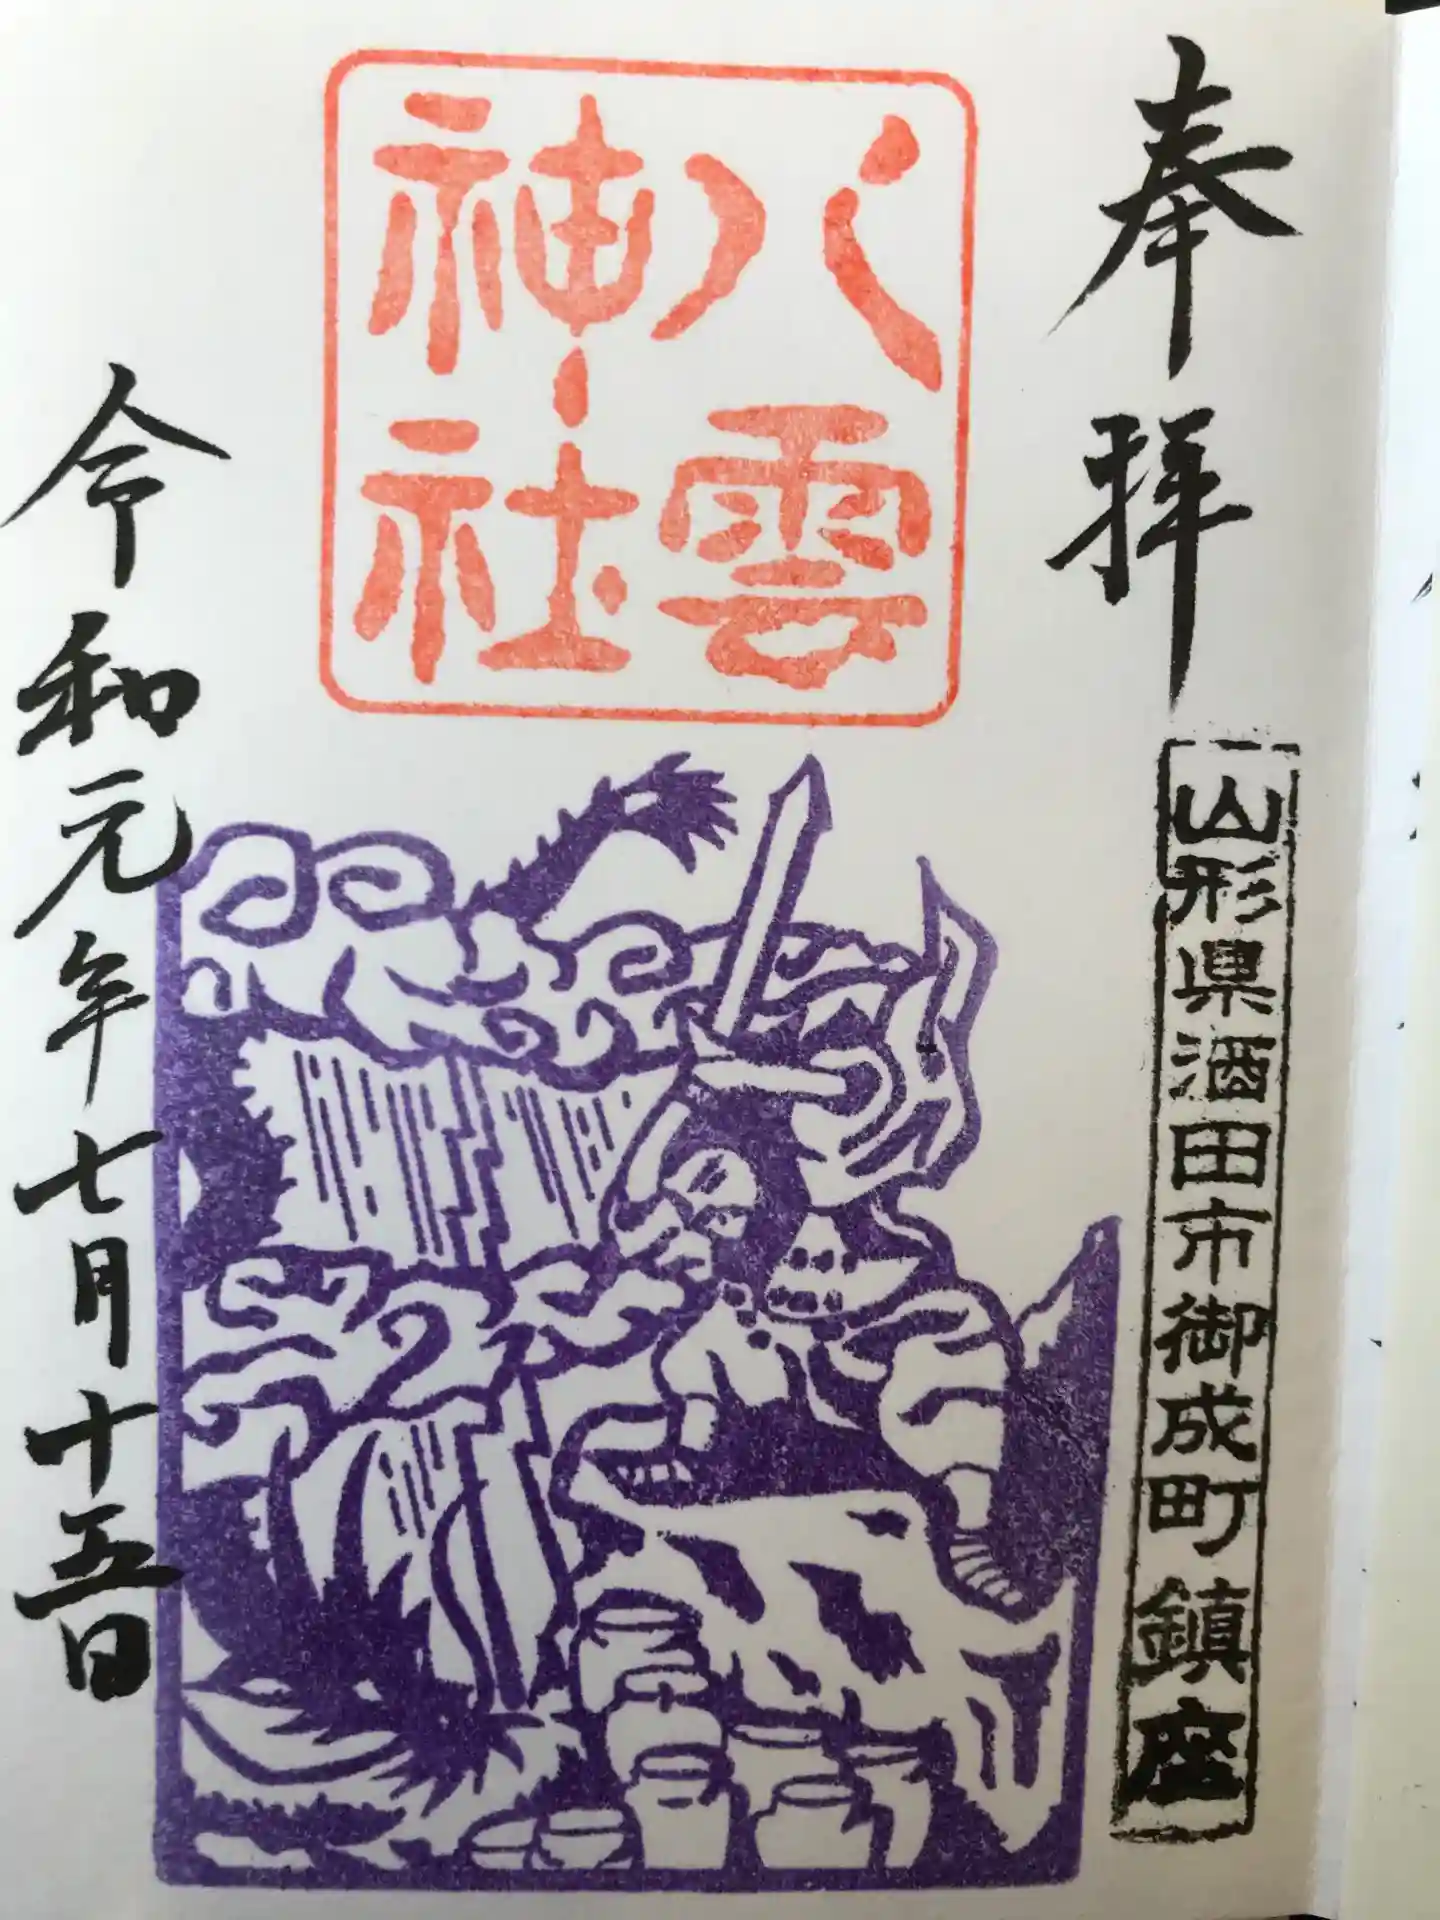 奉拝
山形県酒田市御成町鎮座
八雲
神社
令和元年七月十五日